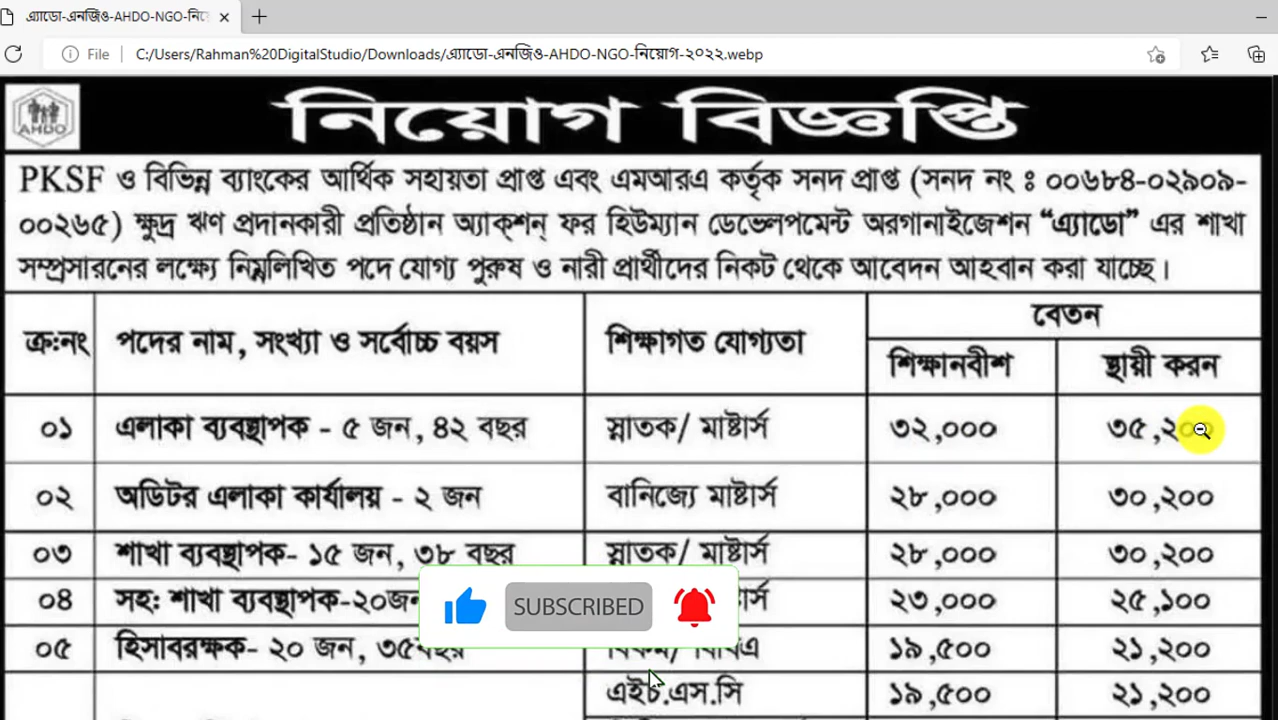 এ্যাডো-এনজিও-AHDO-NGO-নিয়ে
File C:/Users/Rahman%20DigitalStudio/Downloads/এ্যাডো-এনজিও-AHDO-NGO-নিয়োগ-২০২২.webp
AHDO
নিয়োগ বিজ্ঞপ্তি
PKSF ও বিভিন্ন ব্যাংকের আর্থিক সহায়তা প্রাপ্ত এবং এমআরএ কর্তৃক সনদ প্রাপ্ত (সনদ নং ঃ ০০৬৮৪-০২৯০৯-
০০২৬৫) ক্ষুদ্র ঋণ প্রদানকারী প্রতিষ্ঠান অ্যাক্শন্ ফর হিউম্যান ডেভেলপমেন্ট অরগানাইজেশন “এ্যাডো” এর শাখা
সম্প্রসারনের লক্ষ্যে নিম্নলিখিত পদে যোগ্য পুরুষ ও নারী প্রার্থীদের নিকট থেকে আবেদন আহবান করা যাচ্ছে।
ক্র:নং পদের নাম, সংখ্যা ও সর্বোচ্চ বয়স শিক্ষাগত যোগ্যতা বেতন
শিক্ষানবীশ স্থায়ী করন
০১ এলাকা ব্যবস্থাপক - ৫ জন, ৪২ বছর স্নাতক/ মাষ্টার্স ৩২,০০০ ৩৫,২০০
০২ অডিটর এলাকা কার্যালয় - ২ জন বানিজ্যে মাষ্টার্স ২৮,০০০ ৩০,২০০
০৩ শাখা ব্যবস্থাপক- ১৫ জন, ৩৮ বছর স্নাতক/ মাষ্টার্স ২৮,০০০ ৩০,২০০
০৪ সহ: শাখা ব্যবস্থাপক-২০জন ২৩,০০০ ২৫,১০০
SUBSCRIBED
০৫ হিসাবরক্ষক- ২০ জন, ৩৫বছর বিকম/ বিবিএ ১৯,৫০০ ২১,২০০
এইচ.এস.সি ১৯,৫০০ ২১,২০০